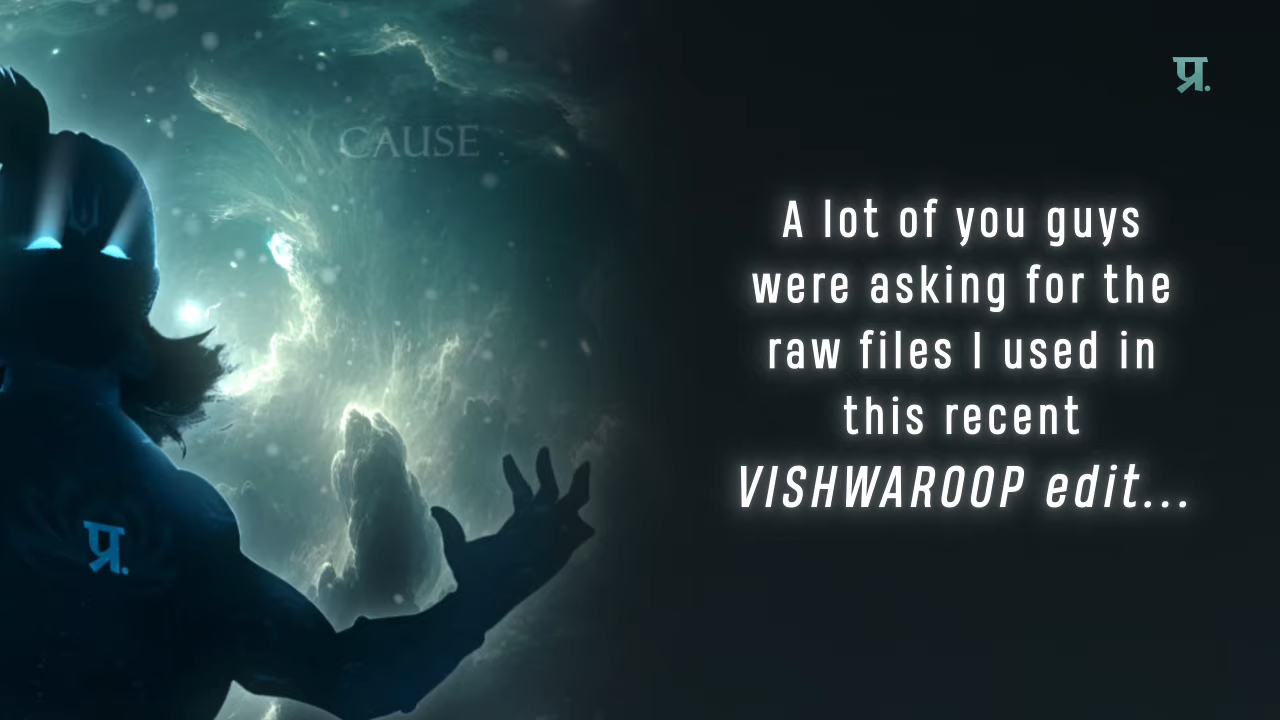 CAUSE
प्र.
A lot of you guys
were asking for the
raw files I used in
this recent
VISHWAROOP edit...
प्र.